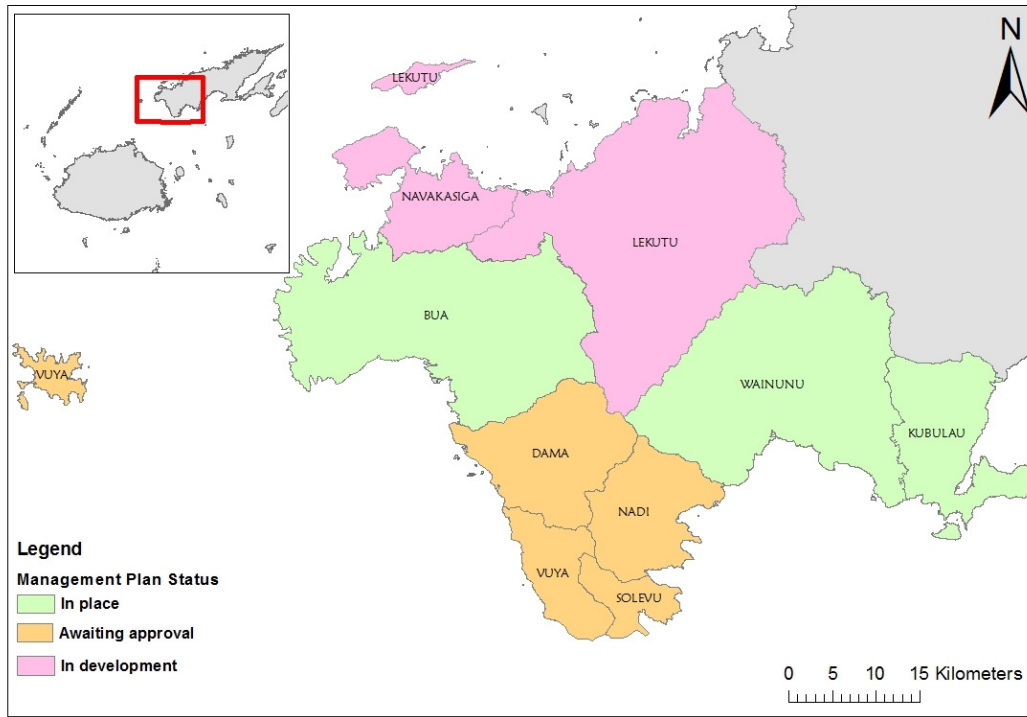 N
LEKUTU
NAVAKASIGA
LEKUTU
BUA
VUYA
WAINUNU
KUBULAU
DAMA
NADI
VUYA
SOLEVU
Legend
Management Plan Status
In place
Awaiting approval
In development
0 5 10 15 Kilometers